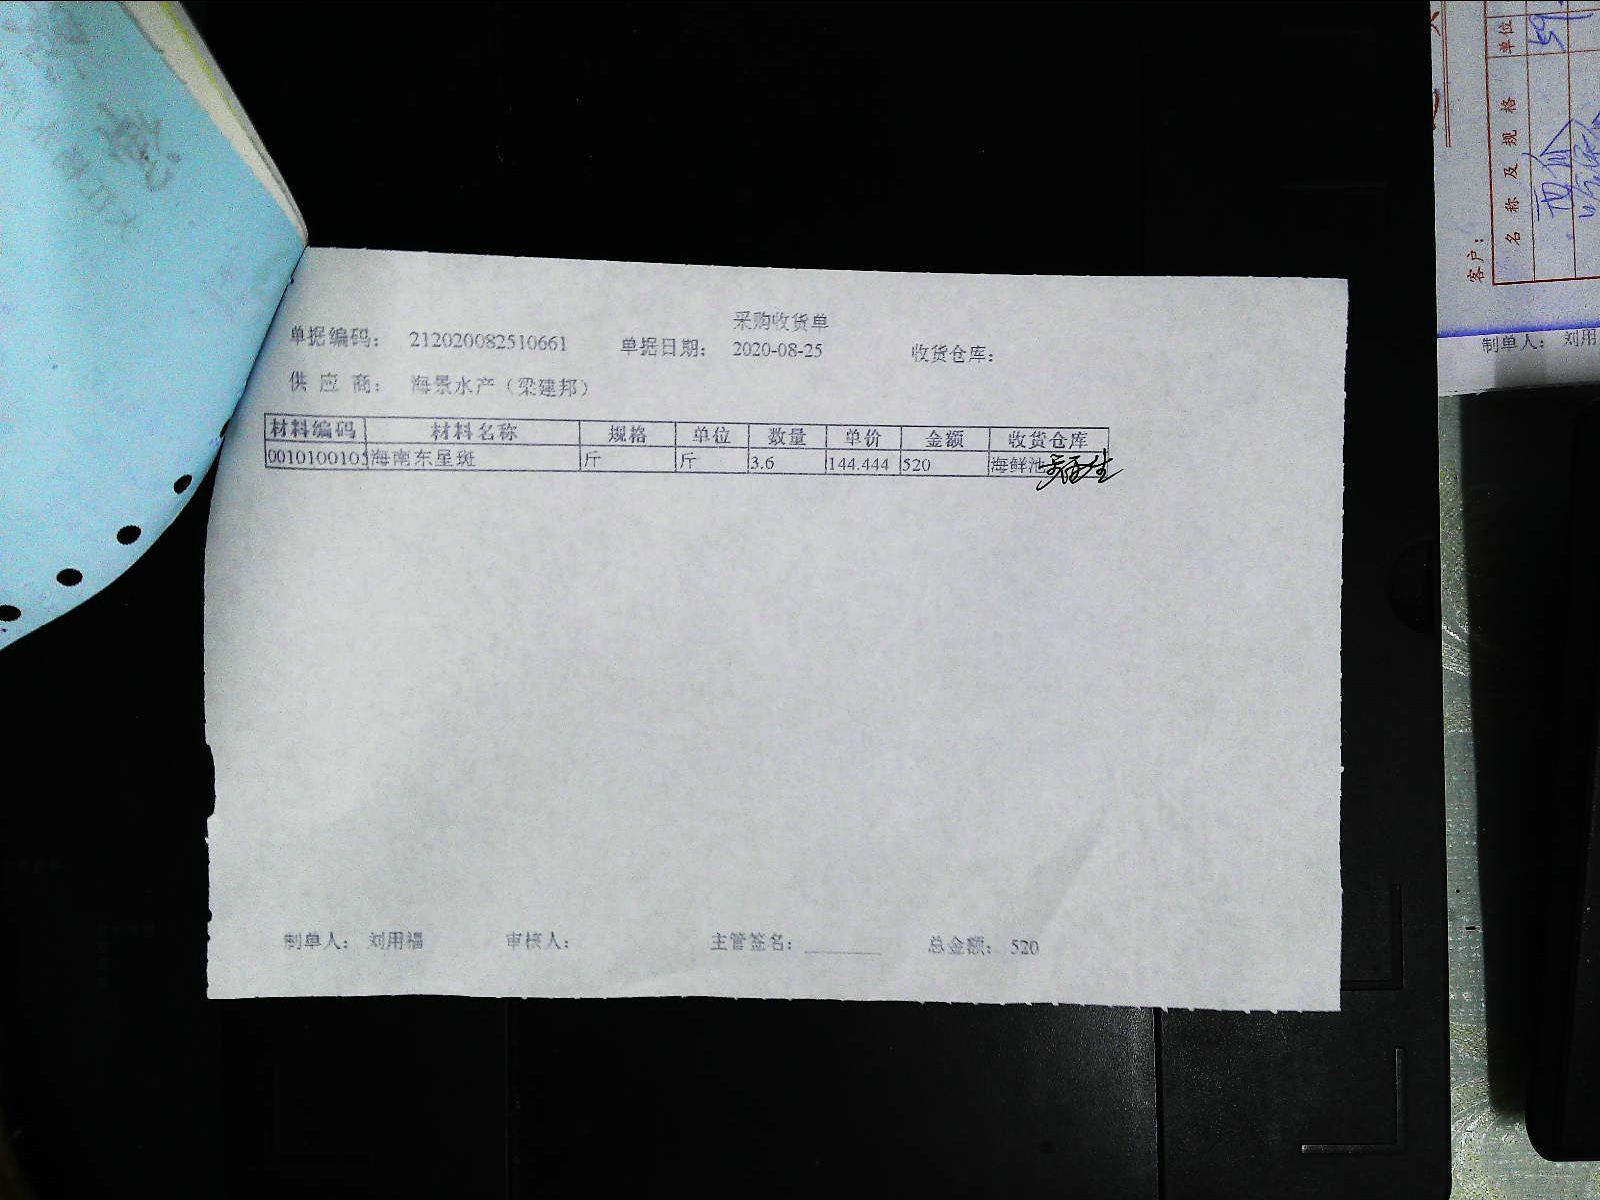 采购收货单
单据编码: 212020082510661 单据日期: 2020-08-25 收货仓库:
供 应 商: 海景水产（梁建邦）
材料编码 材料名称 规格 单位 数量 单价 金额 收货仓库
0010100105 海南东星斑 斤 斤 3.6 144.444 520 海鲜池
制单人: 刘用福 审核人: 主管签名: 总金额: 520
客户:
名 称 及 规 格 单位
制单人: 刘用